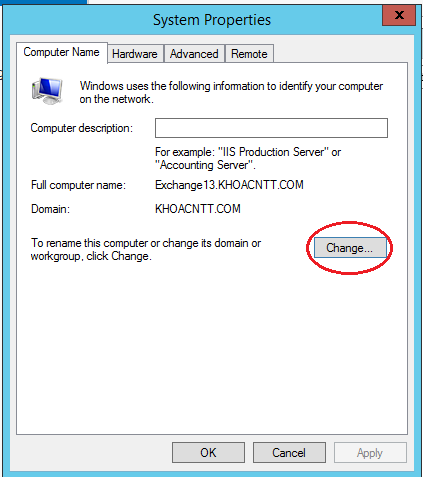 System Properties
x
Computer Name Hardware Advanced Remote
Windows uses the following information to identify your computer
on the network.
Computer description:
For example: "IIS Production Server" or
"Accounting Server".
Full computer name: Exchange13.KHOACNTT.COM
Domain: KHOACNTT.COM
To rename this computer or change its domain or
workgroup, click Change.
Change...
OK Cancel Apply